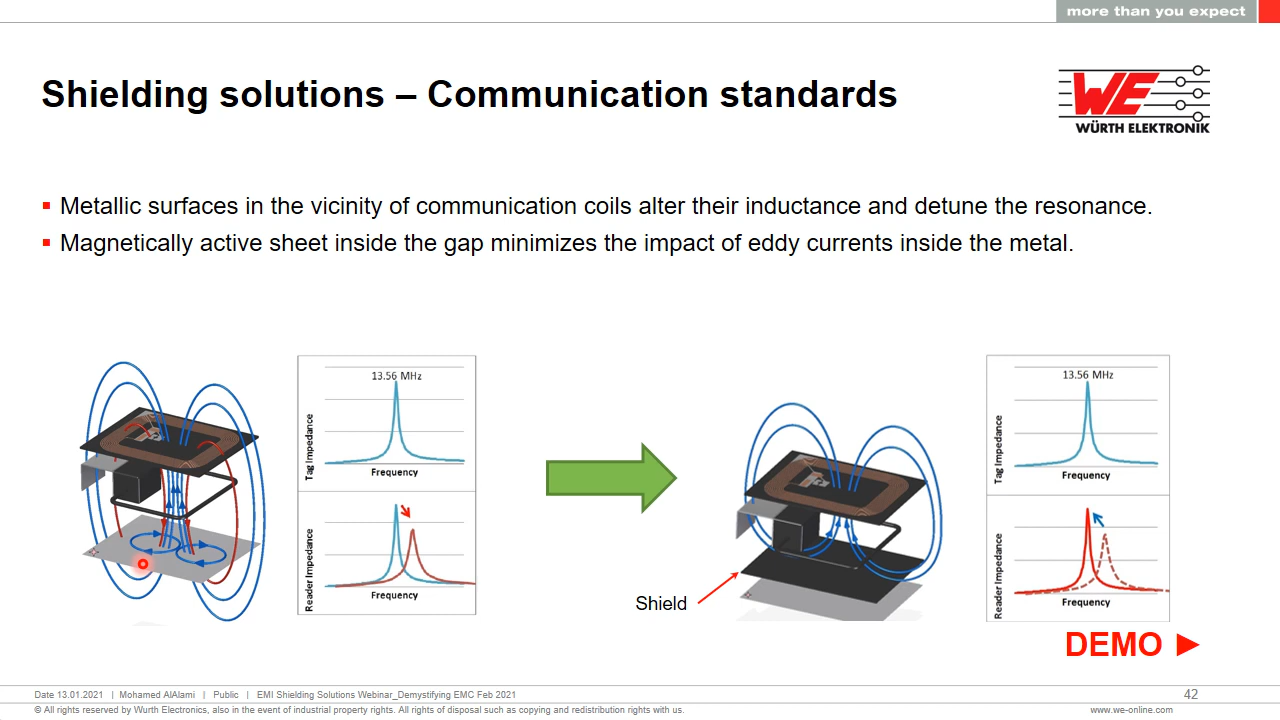 more than you expect
Shielding solutions – Communication standards
WE
WÜRTH ELEKTRONIK
Metallic surfaces in the vicinity of communication coils alter their inductance and detune the resonance.
Magnetically active sheet inside the gap minimizes the impact of eddy currents inside the metal.
13.56 MHz
Tag Impedance
Frequency
Reader Impedance
Frequency
Shield
13.56 MHz
Tag Impedance
Frequency
Reader Impedance
Frequency
DEMO ►
Date 13.01.2021 | Mohamed AlAlami | Public | EMI Shielding Solutions Webinar_Demystifying EMC Feb 2021
42
© All rights reserved by Wurth Electronics, also in the event of industrial property rights. All rights of disposal such as copying and redistribution rights with us.
www.we-online.com